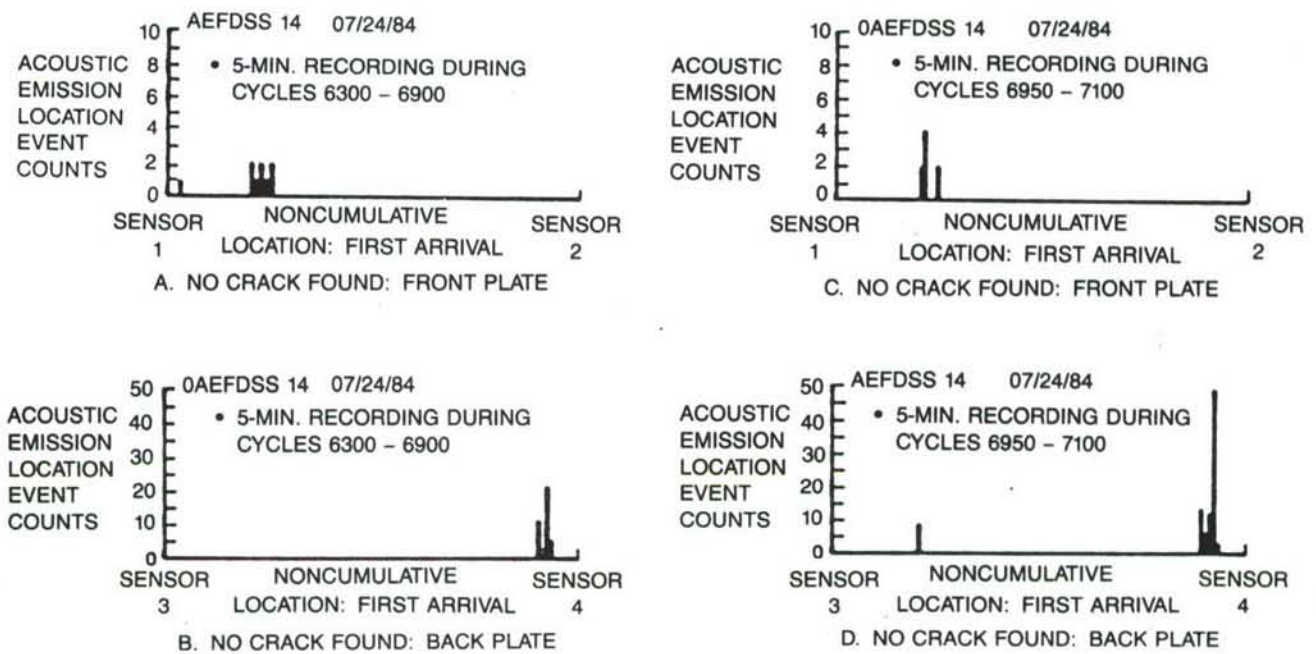 AEFDSS 14 07/24/84
10
8
6
4
2
0
ACOUSTIC
EMISSION
LOCATION
EVENT
COUNTS
• 5-MIN. RECORDING DURING
CYCLES 6300 – 6900
SENSOR NONCUMULATIVE SENSOR
1 LOCATION: FIRST ARRIVAL 2
A. NO CRACK FOUND: FRONT PLATE
0AEFDSS 14 07/24/84
10
8
6
4
2
0
ACOUSTIC
EMISSION
LOCATION
EVENT
COUNTS
• 5-MIN. RECORDING DURING
CYCLES 6950 – 7100
SENSOR NONCUMULATIVE SENSOR
1 LOCATION: FIRST ARRIVAL 2
C. NO CRACK FOUND: FRONT PLATE
0AEFDSS 14 07/24/84
50
40
30
20
10
0
ACOUSTIC
EMISSION
LOCATION
EVENT
COUNTS
• 5-MIN. RECORDING DURING
CYCLES 6300 – 6900
SENSOR NONCUMULATIVE SENSOR
3 LOCATION: FIRST ARRIVAL 4
B. NO CRACK FOUND: BACK PLATE
AEFDSS 14 07/24/84
50
40
30
20
10
0
ACOUSTIC
EMISSION
LOCATION
EVENT
COUNTS
• 5-MIN. RECORDING DURING
CYCLES 6950 – 7100
SENSOR NONCUMULATIVE SENSOR
3 LOCATION: FIRST ARRIVAL 4
D. NO CRACK FOUND: BACK PLATE